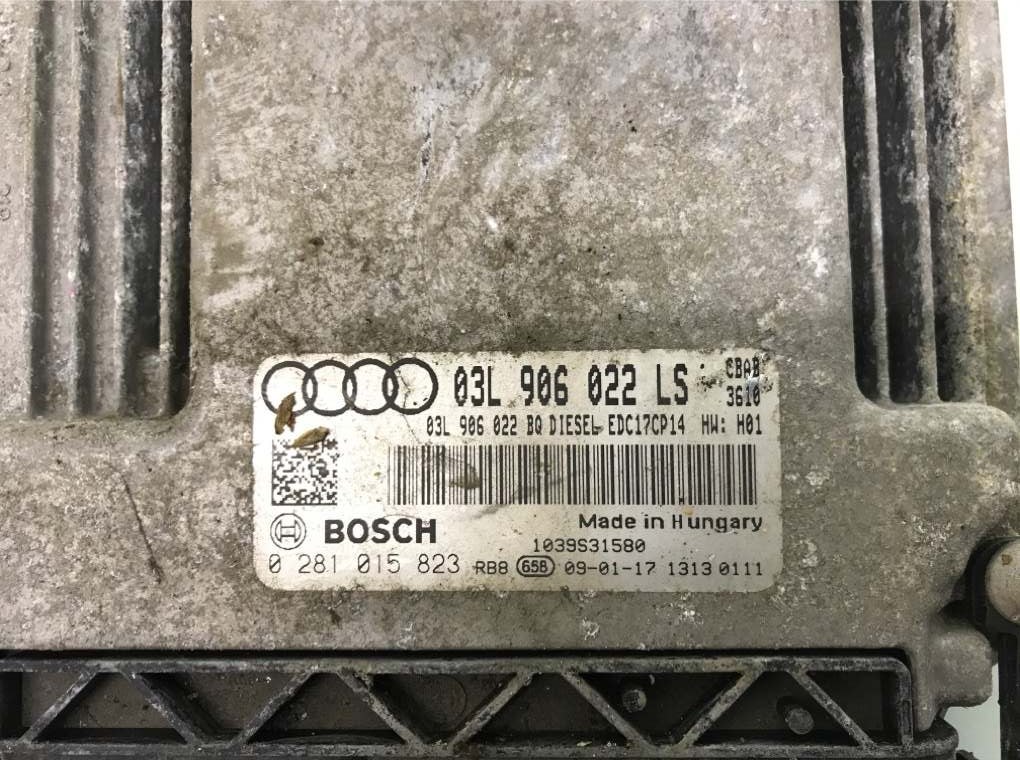 03L 906 022 LS
CBAB
3610
03L 906 022 BQ DIESEL EDC17CP14 HW: H01
BOSCH
Made in Hungary
1039S31580
0 281 015 823 RB8 658 09-01-17 1313 0111